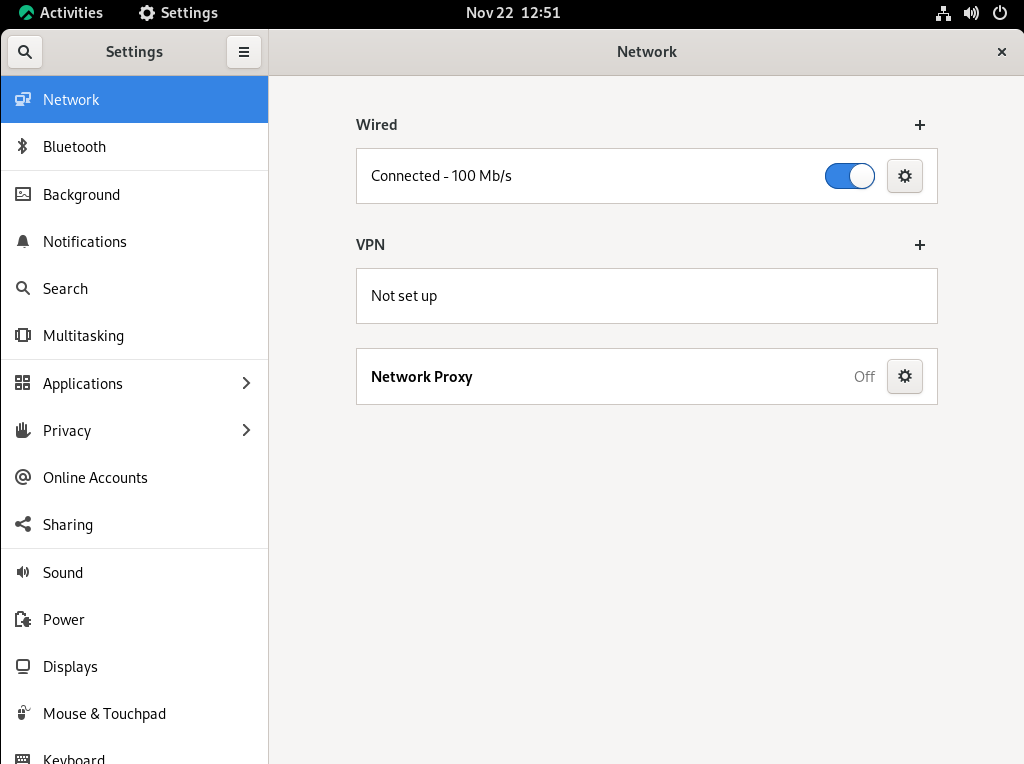 Activities Settings Nov 22 12:51
Settings Network
Network
Bluetooth
Background
Notifications
Search
Multitasking
Applications
Privacy
Online Accounts
Sharing
Sound
Power
Displays
Mouse & Touchpad
Keyboard
Wired
Connected - 100 Mb/s
VPN
Not set up
Network Proxy Off